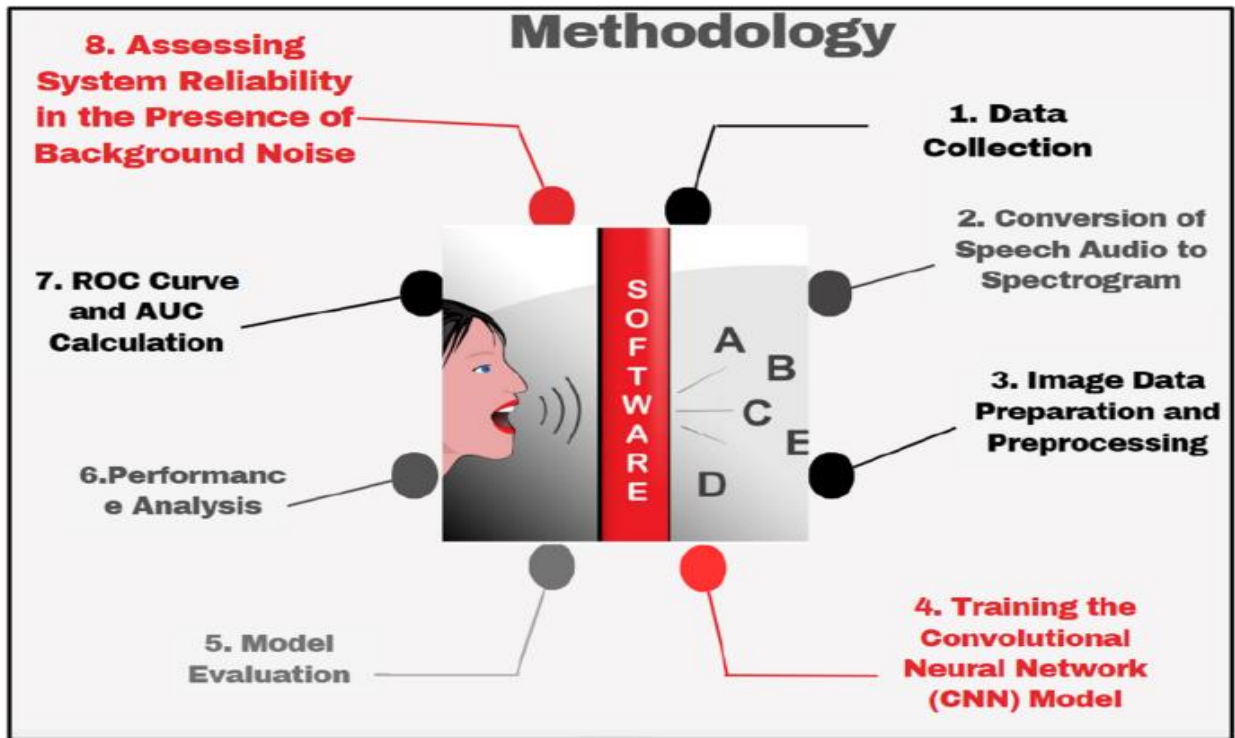 Methodology
1. Data
Collection
2. Conversion of
Speech Audio to
Spectrogram
3. Image Data
Preparation and
Preprocessing
4. Training the
Convolutional
Neural Network
(CNN) Model
5. Model
Evaluation
6.Performanc
e Analysis
7. ROC Curve
and AUC
Calculation
8. Assessing
System Reliability
in the Presence of
Background Noise
SOFTWARE
A
B
C
E
D